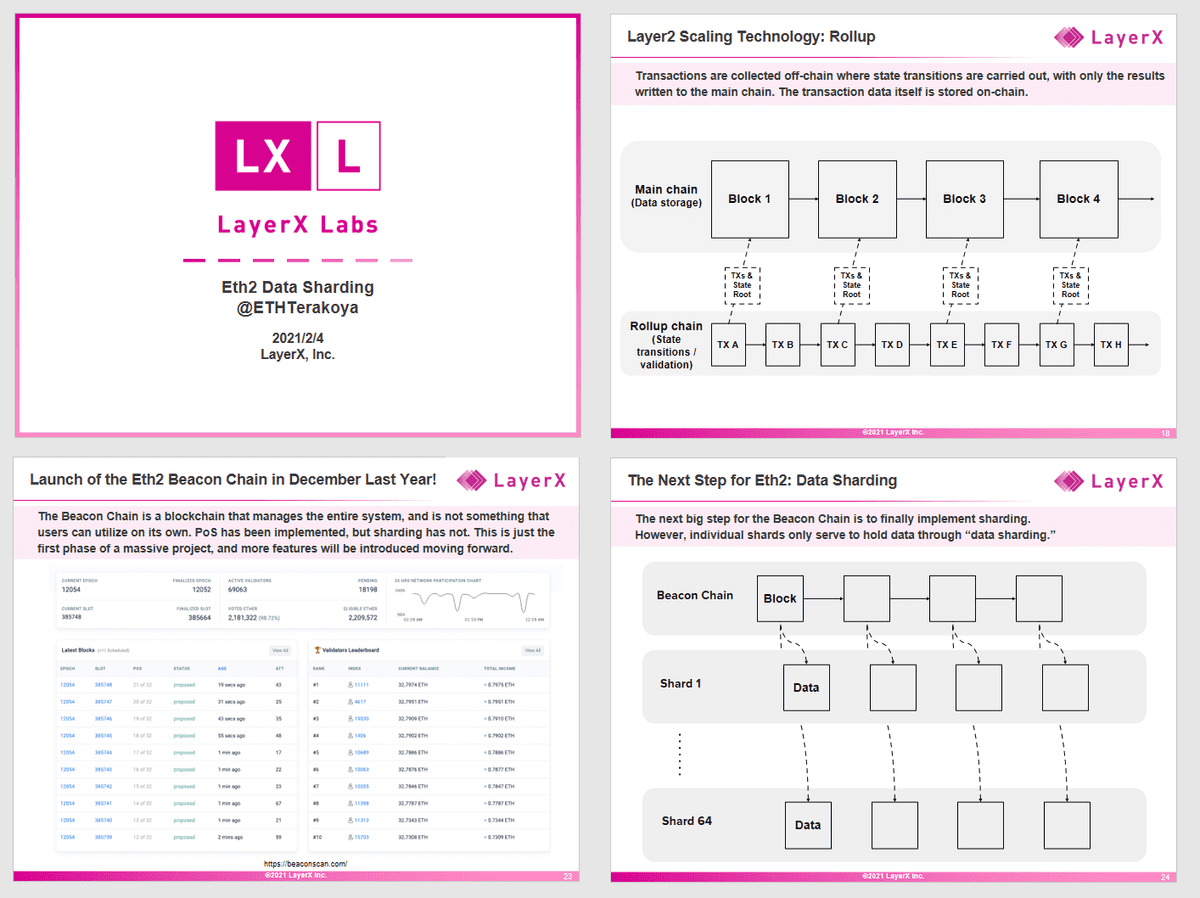 LX L
LayerX Labs
Eth2 Data Sharding
@ETHTerakoya
2021/2/4
LayerX, Inc.
Layer2 Scaling Technology: Rollup
LayerX
Transactions are collected off-chain where state transitions are carried out, with only the results
written to the main chain. The transaction data itself is stored on-chain.
Main chain
(Data storage)
Block 1
Block 2
Block 3
Block 4
TXs &
State
Root
TXs &
State
Root
TXs &
State
Root
TXs &
State
Root
Rollup chain
(State
transitions /
validation)
TX A
TX B
TX C
TX D
TX E
TX F
TX G
TX H
©2021 LayerX Inc.
18
Launch of the Eth2 Beacon Chain in December Last Year!
LayerX
The Beacon Chain is a blockchain that manages the entire system, and is not something that
users can utilize on its own. PoS has been implemented, but sharding has not. This is just the
first phase of a massive project, and more features will be introduced moving forward.
CURRENT EPOCH FINALIZED EPOCH ACTIVE VALIDATORS PENDING 24 HRS NETWORK PARTICIPATION CHART
12054 12052 69063 18198
CURRENT SLOT FINALIZED SLOT VOTED ETHER ELIGIBLE ETHER
385748 385664 2,181,322 (98.72%) 2,209,572
Latest Blocks (+11 Scheduled) View All
EPOCH SLOT POS STATUS AGE ATT
12054 385748 21 of 32 proposed 19 secs ago 43
12054 385747 20 of 32 proposed 31 secs ago 25
12054 385746 19 of 32 proposed 43 secs ago 35
12054 385745 18 of 32 proposed 55 secs ago 48
12054 385744 17 of 32 proposed 1 min ago 17
12054 385743 16 of 32 proposed 1 min ago 22
12054 385742 15 of 32 proposed 1 min ago 23
12054 385741 14 of 32 proposed 1 min ago 67
12054 385740 13 of 32 proposed 1 min ago 21
12054 385739 12 of 32 proposed 2 mins ago 59
Validators Leaderboard View All
RANK INDEX CURRENT BALANCE TOTAL INCOME
#1 11111 32.7974 ETH + 0.7975 ETH
#2 4617 32.7951 ETH + 0.7951 ETH
#3 19030 32.7909 ETH + 0.7910 ETH
#4 1406 32.7902 ETH + 0.7902 ETH
#5 10689 32.7886 ETH + 0.7886 ETH
#6 10063 32.7876 ETH + 0.7877 ETH
#7 10055 32.7846 ETH + 0.7847 ETH
#8 11398 32.7787 ETH + 0.7787 ETH
#9 11313 32.7343 ETH + 0.7344 ETH
#10 15703 32.7308 ETH + 0.7309 ETH
https://beaconscan.com/
©2021 LayerX Inc.
23
The Next Step for Eth2: Data Sharding
LayerX
The next big step for the Beacon Chain is to finally implement sharding.
However, individual shards only serve to hold data through “data sharding.”
Beacon Chain
Block
Shard 1
Data
Shard 64
Data
©2021 LayerX Inc.
24